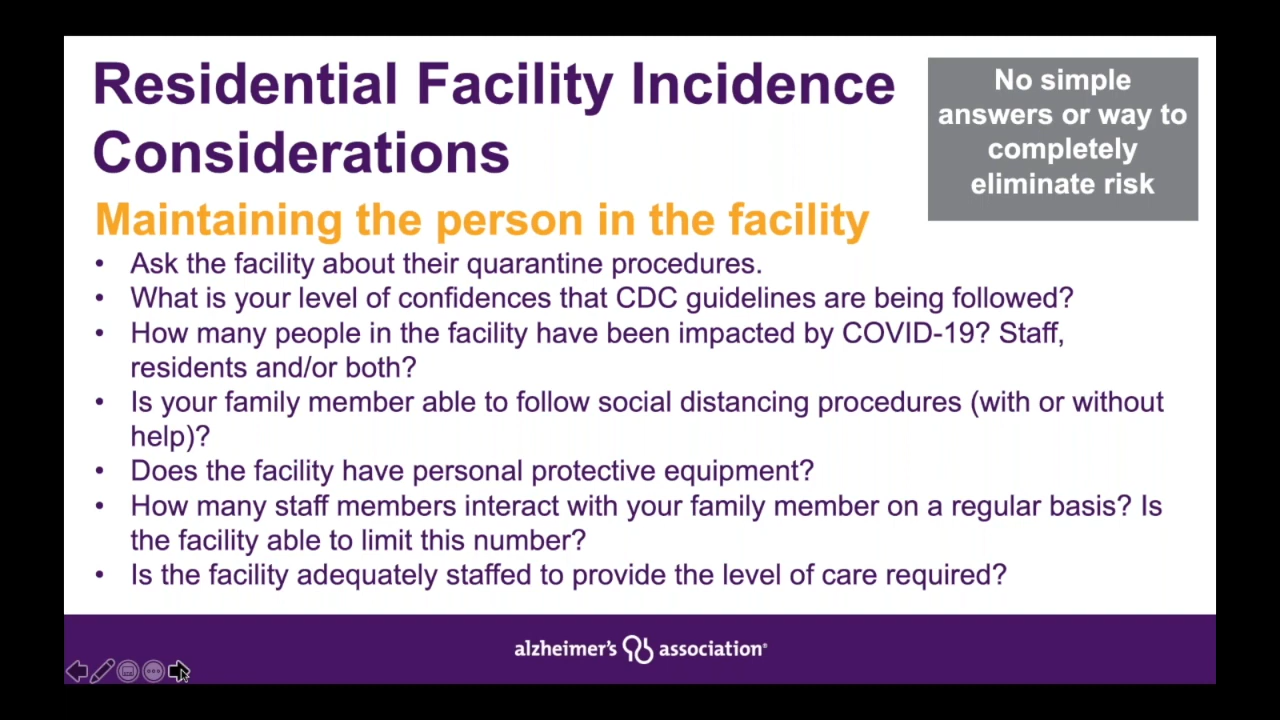 Residential Facility Incidence
Considerations
No simple
answers or way to
completely
eliminate risk
Maintaining the person in the facility
• Ask the facility about their quarantine procedures.
• What is your level of confidences that CDC guidelines are being followed?
• How many people in the facility have been impacted by COVID-19? Staff,
residents and/or both?
• Is your family member able to follow social distancing procedures (with or without
help)?
• Does the facility have personal protective equipment?
• How many staff members interact with your family member on a regular basis? Is
the facility able to limit this number?
• Is the facility adequately staffed to provide the level of care required?
alzheimer's association®